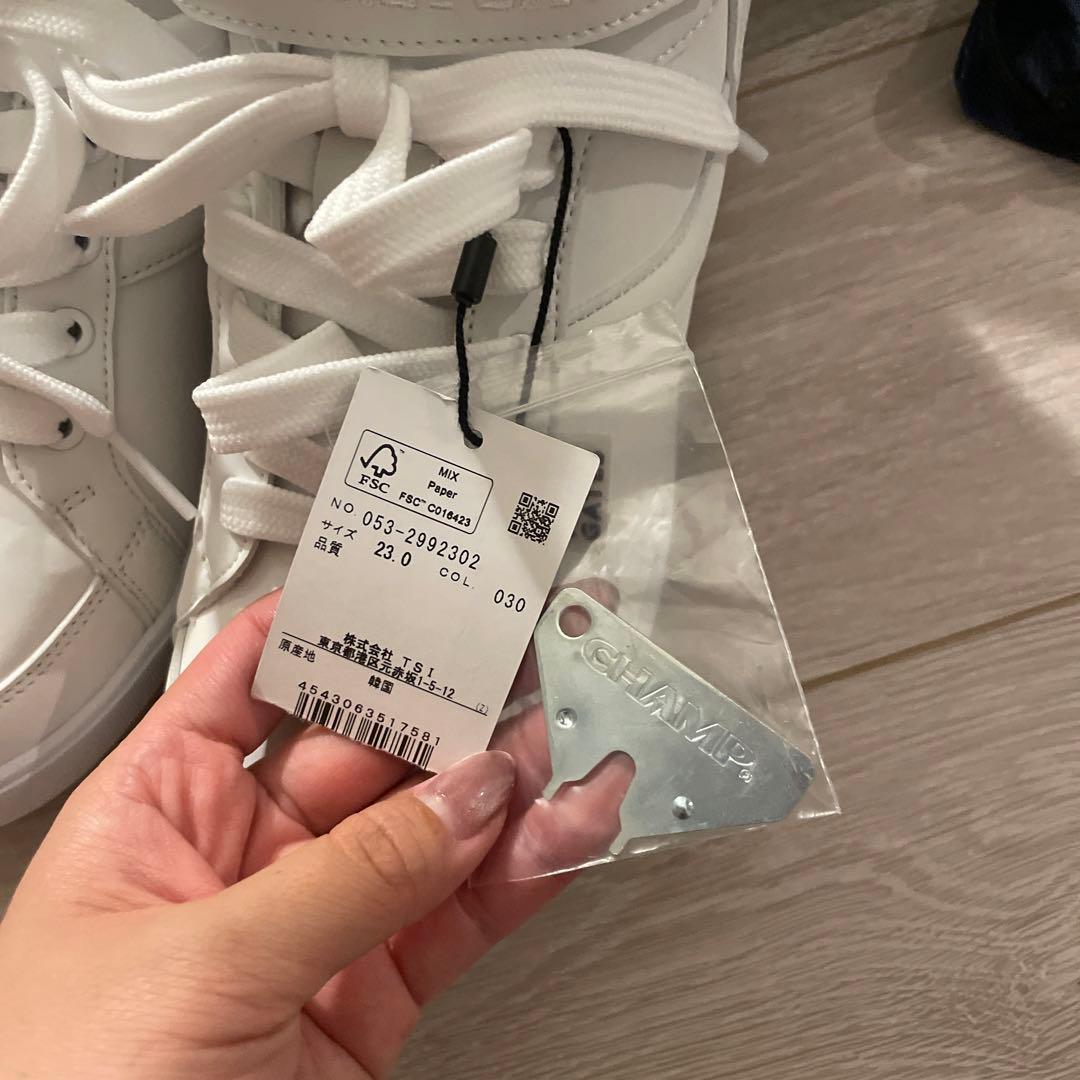 MIX
Paper
FSC™ C016423
FSC
NO. 053-2992302
サイズ 23.0 COL. 030
品質
株式会社 TSI
東京都港区元赤坂1-5-12
原産地 韓国 (Z)
4543063517581
CHAMP